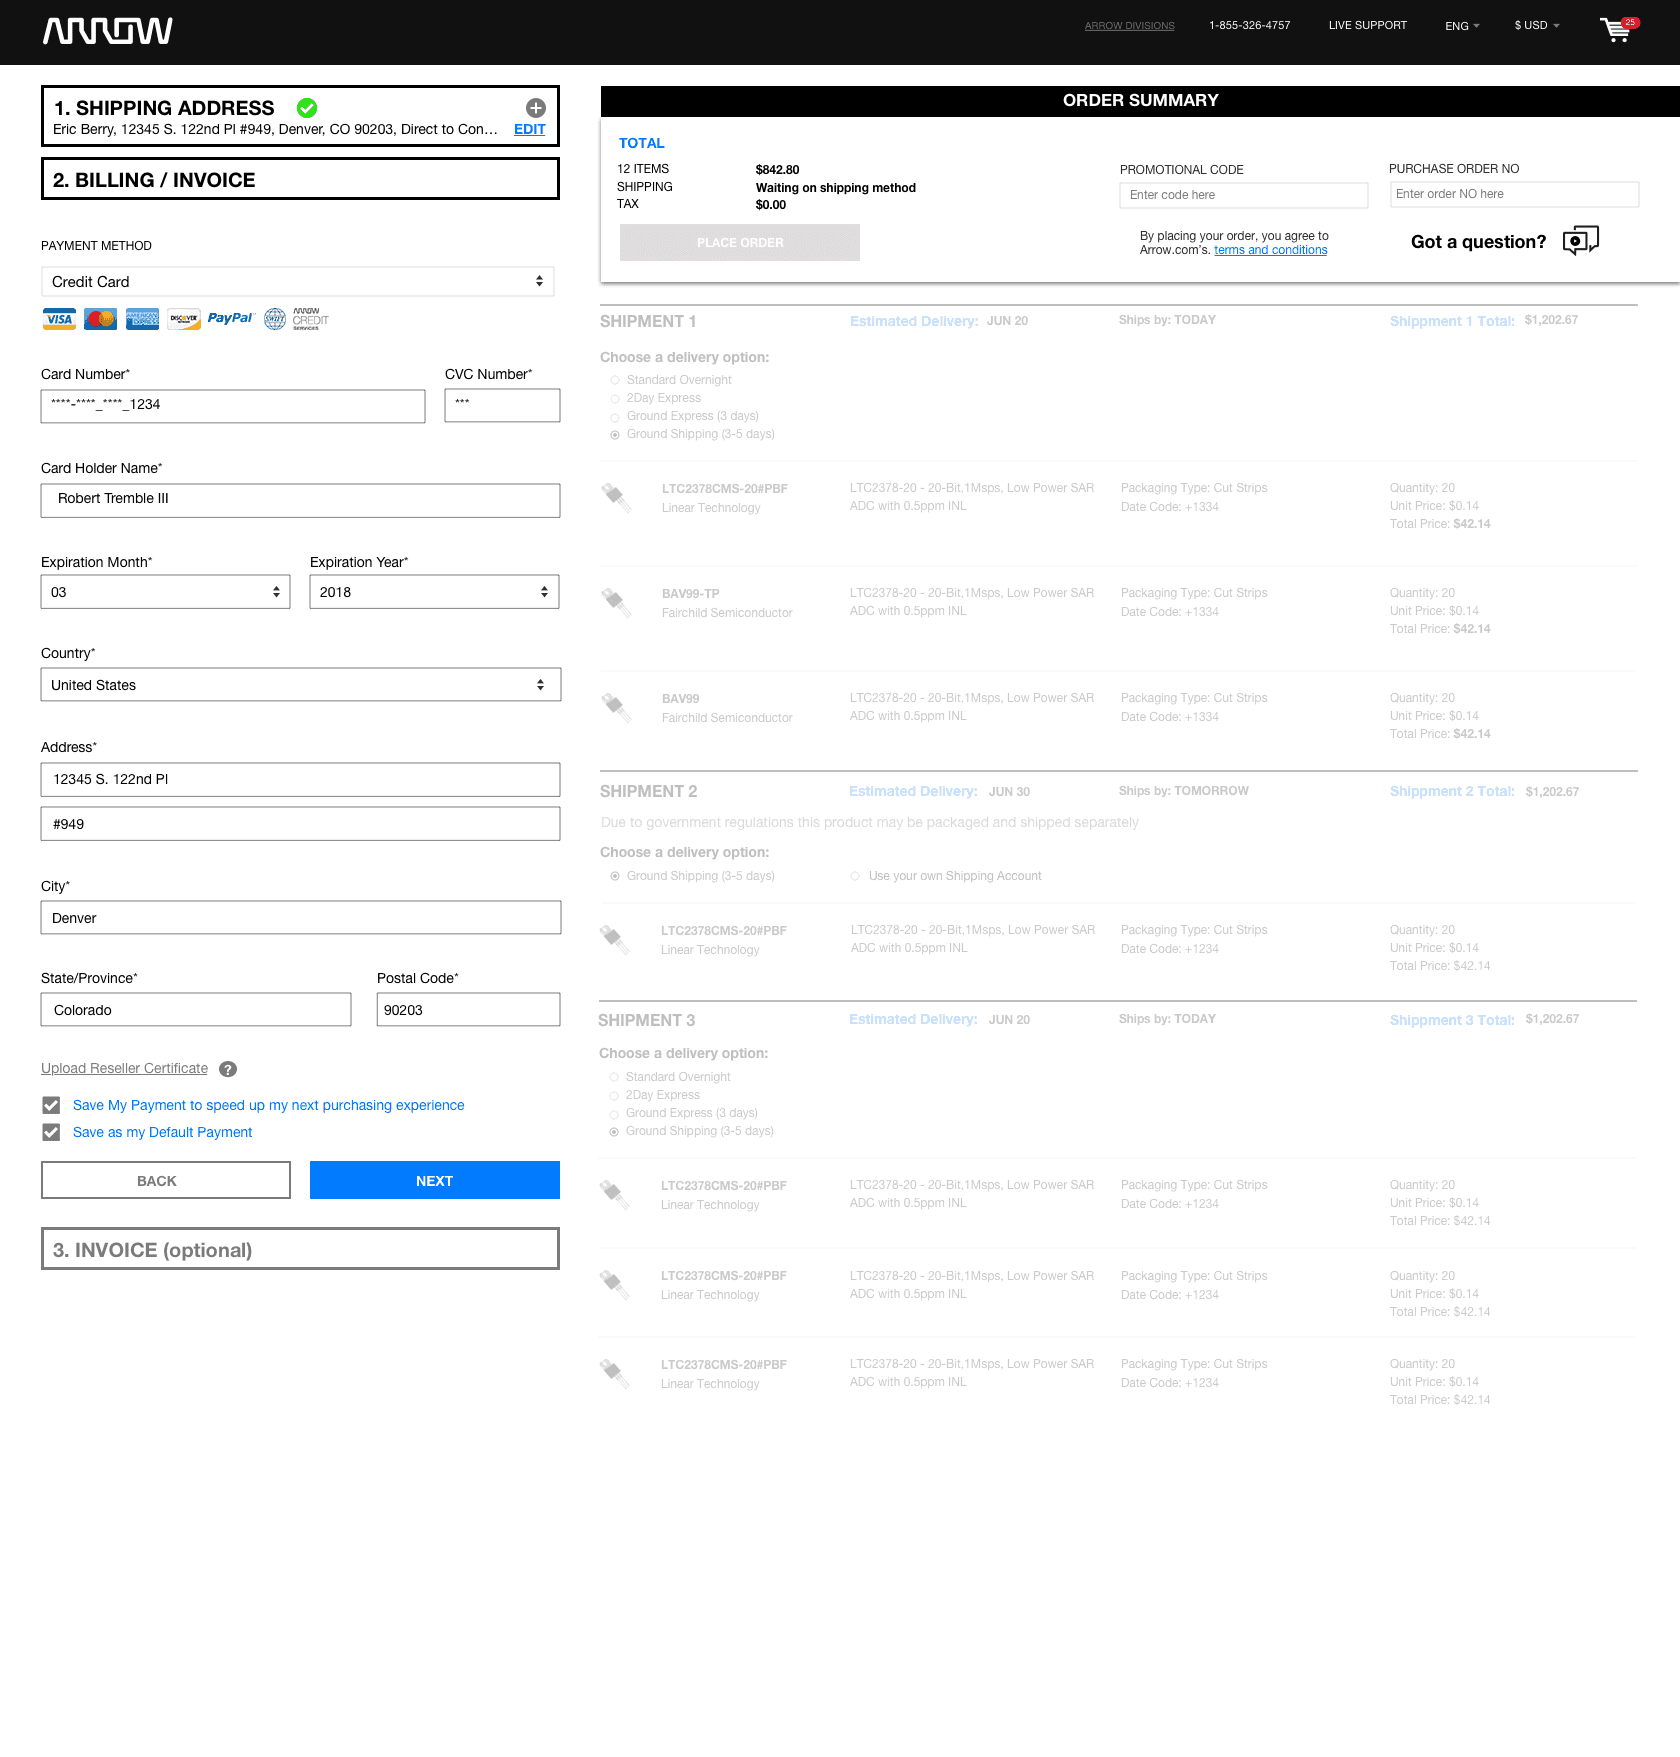 ARROW
ARROW DIVISIONS
1-855-326-4757
LIVE SUPPORT
ENG
$ USD
25
1. SHIPPING ADDRESS
Eric Berry, 12345 S. 122nd Pl #949, Denver, CO 90203, Direct to Con...
EDIT
2. BILLING / INVOICE
PAYMENT METHOD
Credit Card
VISA
AMERICAN EXPRESS
DISCOVER
PayPal
SWIFT
ARROW CREDIT SERVICES
Card Number*
CVC Number*
****-****_****_1234
***
Card Holder Name*
Robert Tremble III
Expiration Month*
Expiration Year*
03
2018
Country*
United States
Address*
12345 S. 122nd Pl
#949
City*
Denver
State/Province*
Postal Code*
Colorado
90203
Upload Reseller Certificate
?
Save My Payment to speed up my next purchasing experience
Save as my Default Payment
BACK
NEXT
3. INVOICE (optional)
ORDER SUMMARY
TOTAL
12 ITEMS $842.80
SHIPPING Waiting on shipping method
TAX $0.00
PLACE ORDER
PROMOTIONAL CODE
Enter code here
PURCHASE ORDER NO
Enter order NO here
By placing your order, you agree to
Arrow.com's. terms and conditions
Got a question?
SHIPMENT 1
Estimated Delivery: JUN 20
Ships by: TODAY
Shippment 1 Total: $1,202.67
Choose a delivery option:
Standard Overnight
2Day Express
Ground Express (3 days)
Ground Shipping (3-5 days)
LTC2378CMS-20#PBF
Linear Technology
LTC2378-20 - 20-Bit,1Msps, Low Power SAR
ADC with 0.5ppm INL
Packaging Type: Cut Strips
Date Code: +1334
Quantity: 20
Unit Price: $0.14
Total Price: $42.14
BAV99-TP
Fairchild Semiconductor
LTC2378-20 - 20-Bit,1Msps, Low Power SAR
ADC with 0.5ppm INL
Packaging Type: Cut Strips
Date Code: +1334
Quantity: 20
Unit Price: $0.14
Total Price: $42.14
BAV99
Fairchild Semiconductor
LTC2378-20 - 20-Bit,1Msps, Low Power SAR
ADC with 0.5ppm INL
Packaging Type: Cut Strips
Date Code: +1334
Quantity: 20
Unit Price: $0.14
Total Price: $42.14
SHIPMENT 2
Estimated Delivery: JUN 30
Ships by: TOMORROW
Shippment 2 Total: $1,202.67
Due to government regulations this product may be packaged and shipped separately
Choose a delivery option:
Ground Shipping (3-5 days)
Use your own Shipping Account
LTC2378CMS-20#PBF
Linear Technology
LTC2378-20 - 20-Bit,1Msps, Low Power SAR
ADC with 0.5ppm INL
Packaging Type: Cut Strips
Date Code: +1234
Quantity: 20
Unit Price: $0.14
Total Price: $42.14
SHIPMENT 3
Estimated Delivery: JUN 20
Ships by: TODAY
Shippment 3 Total: $1,202.67
Choose a delivery option:
Standard Overnight
2Day Express
Ground Express (3 days)
Ground Shipping (3-5 days)
LTC2378CMS-20#PBF
Linear Technology
LTC2378-20 - 20-Bit,1Msps, Low Power SAR
ADC with 0.5ppm INL
Packaging Type: Cut Strips
Date Code: +1234
Quantity: 20
Unit Price: $0.14
Total Price: $42.14
LTC2378CMS-20#PBF
Linear Technology
LTC2378-20 - 20-Bit,1Msps, Low Power SAR
ADC with 0.5ppm INL
Packaging Type: Cut Strips
Date Code: +1234
Quantity: 20
Unit Price: $0.14
Total Price: $42.14
LTC2378CMS-20#PBF
Linear Technology
LTC2378-20 - 20-Bit,1Msps, Low Power SAR
ADC with 0.5ppm INL
Packaging Type: Cut Strips
Date Code: +1234
Quantity: 20
Unit Price: $0.14
Total Price: $42.14